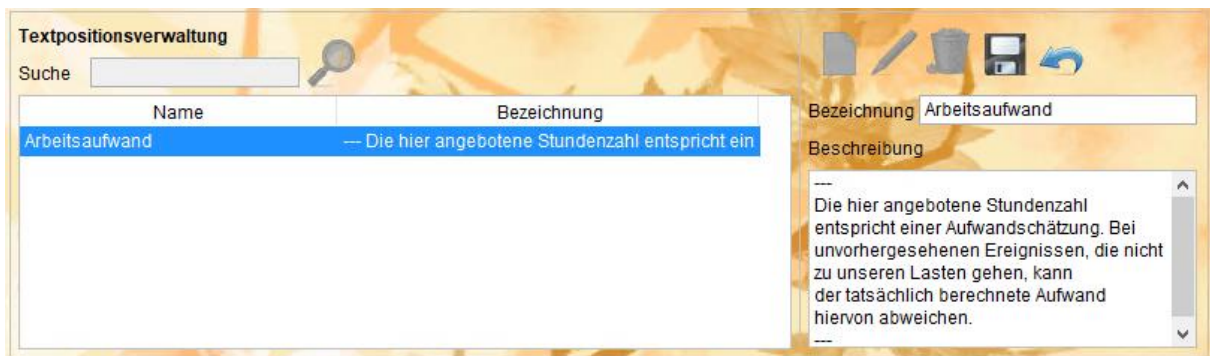 Textpositionsverwaltung
Suche
Name Bezeichnung
Arbeitsaufwand --- Die hier angebotene Stundenzahl entspricht ein
Bezeichnung Arbeitsaufwand
Beschreibung
---
Die hier angebotene Stundenzahl
entspricht einer Aufwandschätzung. Bei
unvorhergesehenen Ereignissen, die nicht
zu unseren Lasten gehen, kann
der tatsächlich berechnete Aufwand
hiervon abweichen.
---